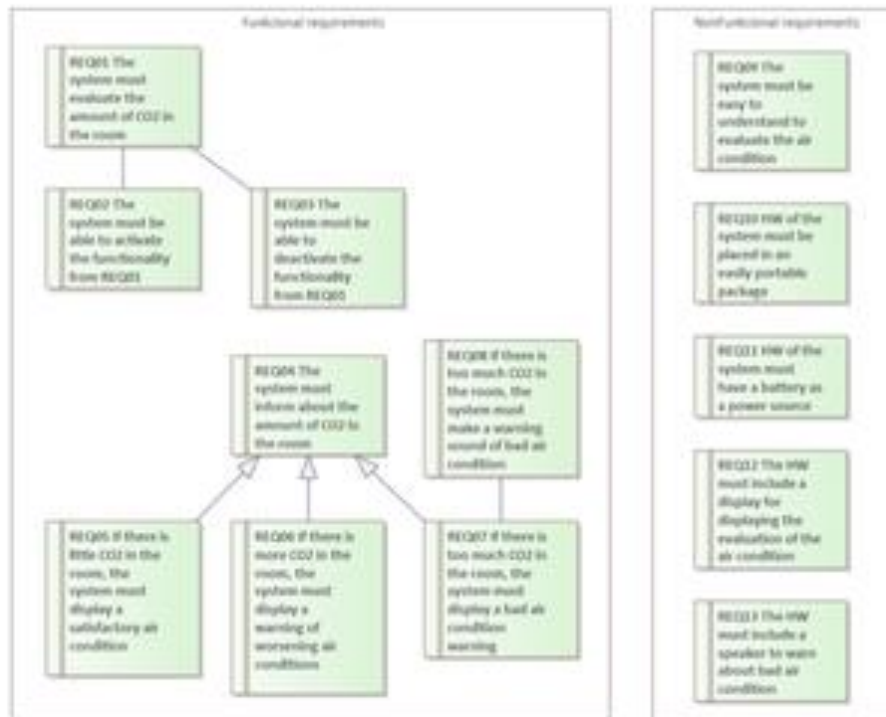 Funkcional requirements
REQ01 The
system must
evaluate the
amount of CO2 in
the room
REQ02 The
system must be
able to activate
the functionality
from REQ01
REQ03 The
system must be
able to
deactivate the
functionality
from REQ01
REQ04 The
system must
inform about the
amount of CO2 in
the room
REQ08 If there is
too much CO2 in
the room, the
system must
make a warning
sound of bad air
condition
REQ05 If there is
little CO2 in the
room, the
system must
display a
satisfactory air
condition
REQ06 If there is
more CO2 in the
room, the
system must
display a
warning of
worsening air
conditions
REQ07 If there is
too much CO2 in
the room, the
system must
display a bad air
condition
warning
NonFunkcional requirements
REQ09 The
system must be
easy to
understand to
evaluate the air
condition
REQ10 HW of the
system must be
placed in an
easily portable
package
REQ11 HW of the
system must
have a battery as
a power source
REQ12 The HW
must include a
display for
displaying the
evaluation of the
air condition
REQ13 The HW
must include a
speaker to warn
about bad air
condition